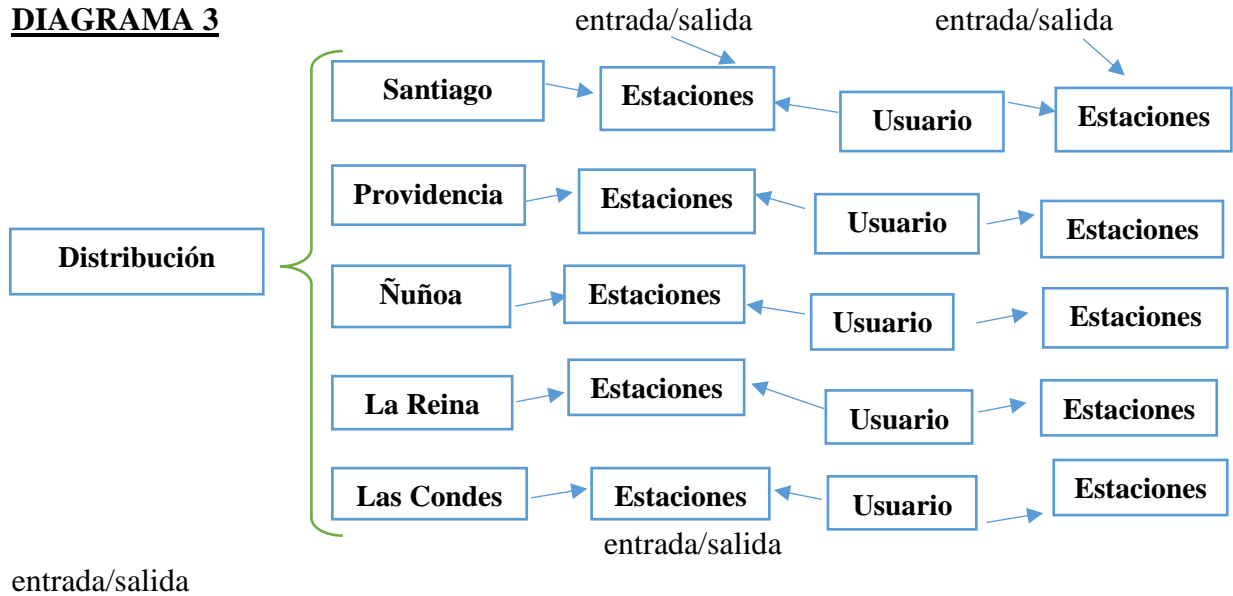 DIAGRAMA 3
entrada/salida
entrada/salida
Santiago
Estaciones
Usuario
Estaciones
Providencia
Estaciones
Usuario
Estaciones
Distribución
Ñuñoa
Estaciones
Usuario
Estaciones
La Reina
Estaciones
Usuario
Estaciones
Las Condes
Estaciones
Usuario
Estaciones
entrada/salida
entrada/salida